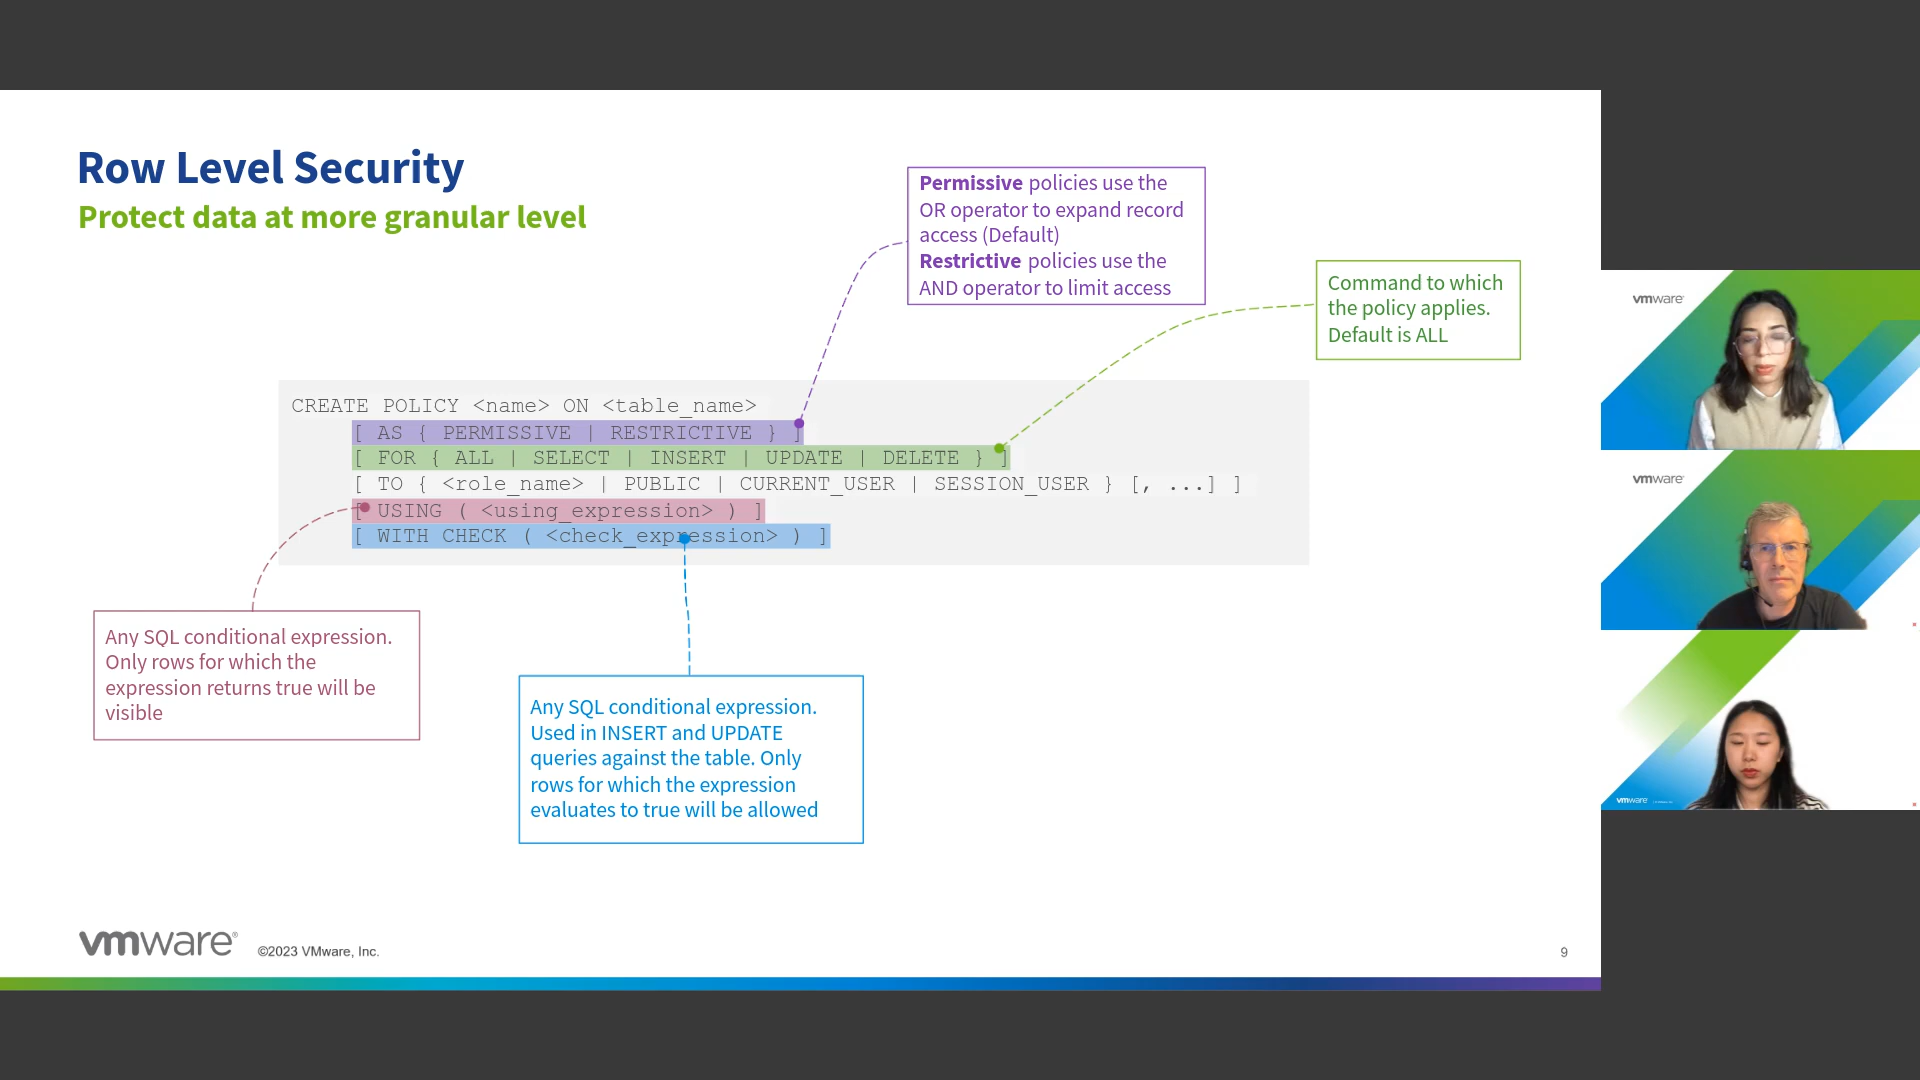 Row Level Security
Protect data at more granular level
Permissive policies use the
OR operator to expand record
access (Default)
Restrictive policies use the
AND operator to limit access
Command to which
the policy applies.
Default is ALL
CREATE POLICY <name> ON <table_name>
[ AS { PERMISSIVE | RESTRICTIVE } ]
[ FOR { ALL | SELECT | INSERT | UPDATE | DELETE } ]
[ TO { <role_name> | PUBLIC | CURRENT_USER | SESSION_USER } [, ...] ]
[ USING ( <using_expression> ) ]
[ WITH CHECK ( <check_expression> ) ]
Any SQL conditional expression.
Only rows for which the
expression returns true will be
visible
Any SQL conditional expression.
Used in INSERT and UPDATE
queries against the table. Only
rows for which the expression
evaluates to true will be allowed
vmware®
©2023 VMware, Inc.
9
vmware
vmware
vmware